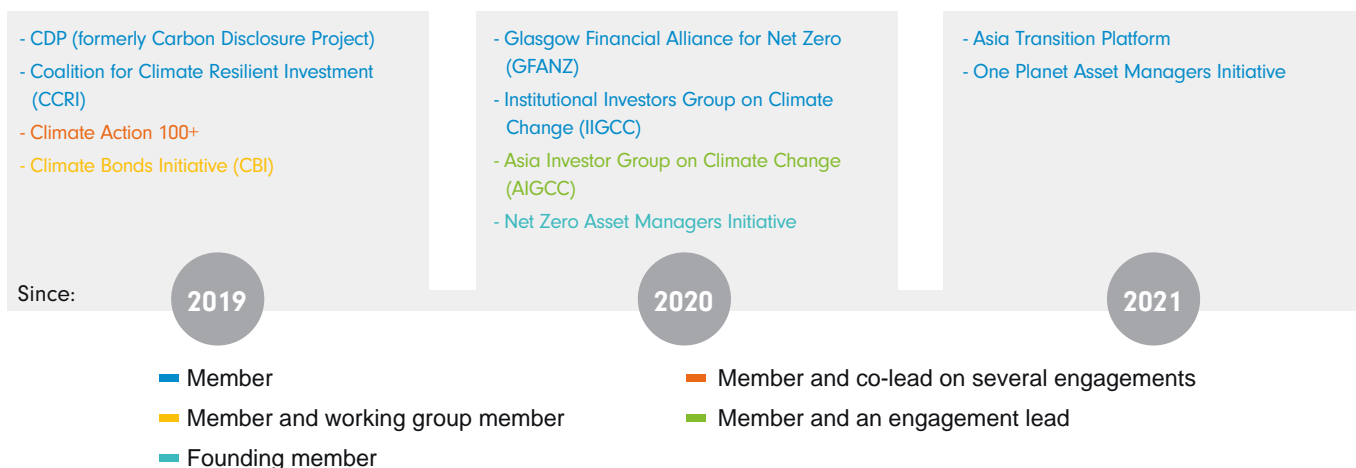 - CDP (formerly Carbon Disclosure Project)
- Coalition for Climate Resilient Investment
(CCRI)
- Climate Action 100+
- Climate Bonds Initiative (CBI)
- Glasgow Financial Alliance for Net Zero
(GFANZ)
- Institutional Investors Group on Climate
Change (IIGCC)
- Asia Investor Group on Climate Change
(AIGCC)
- Net Zero Asset Managers Initiative
- Asia Transition Platform
- One Planet Asset Managers Initiative
Since:
2019
2020
2021
Member
Member and working group member
Founding member
Member and co-lead on several engagements
Member and an engagement lead